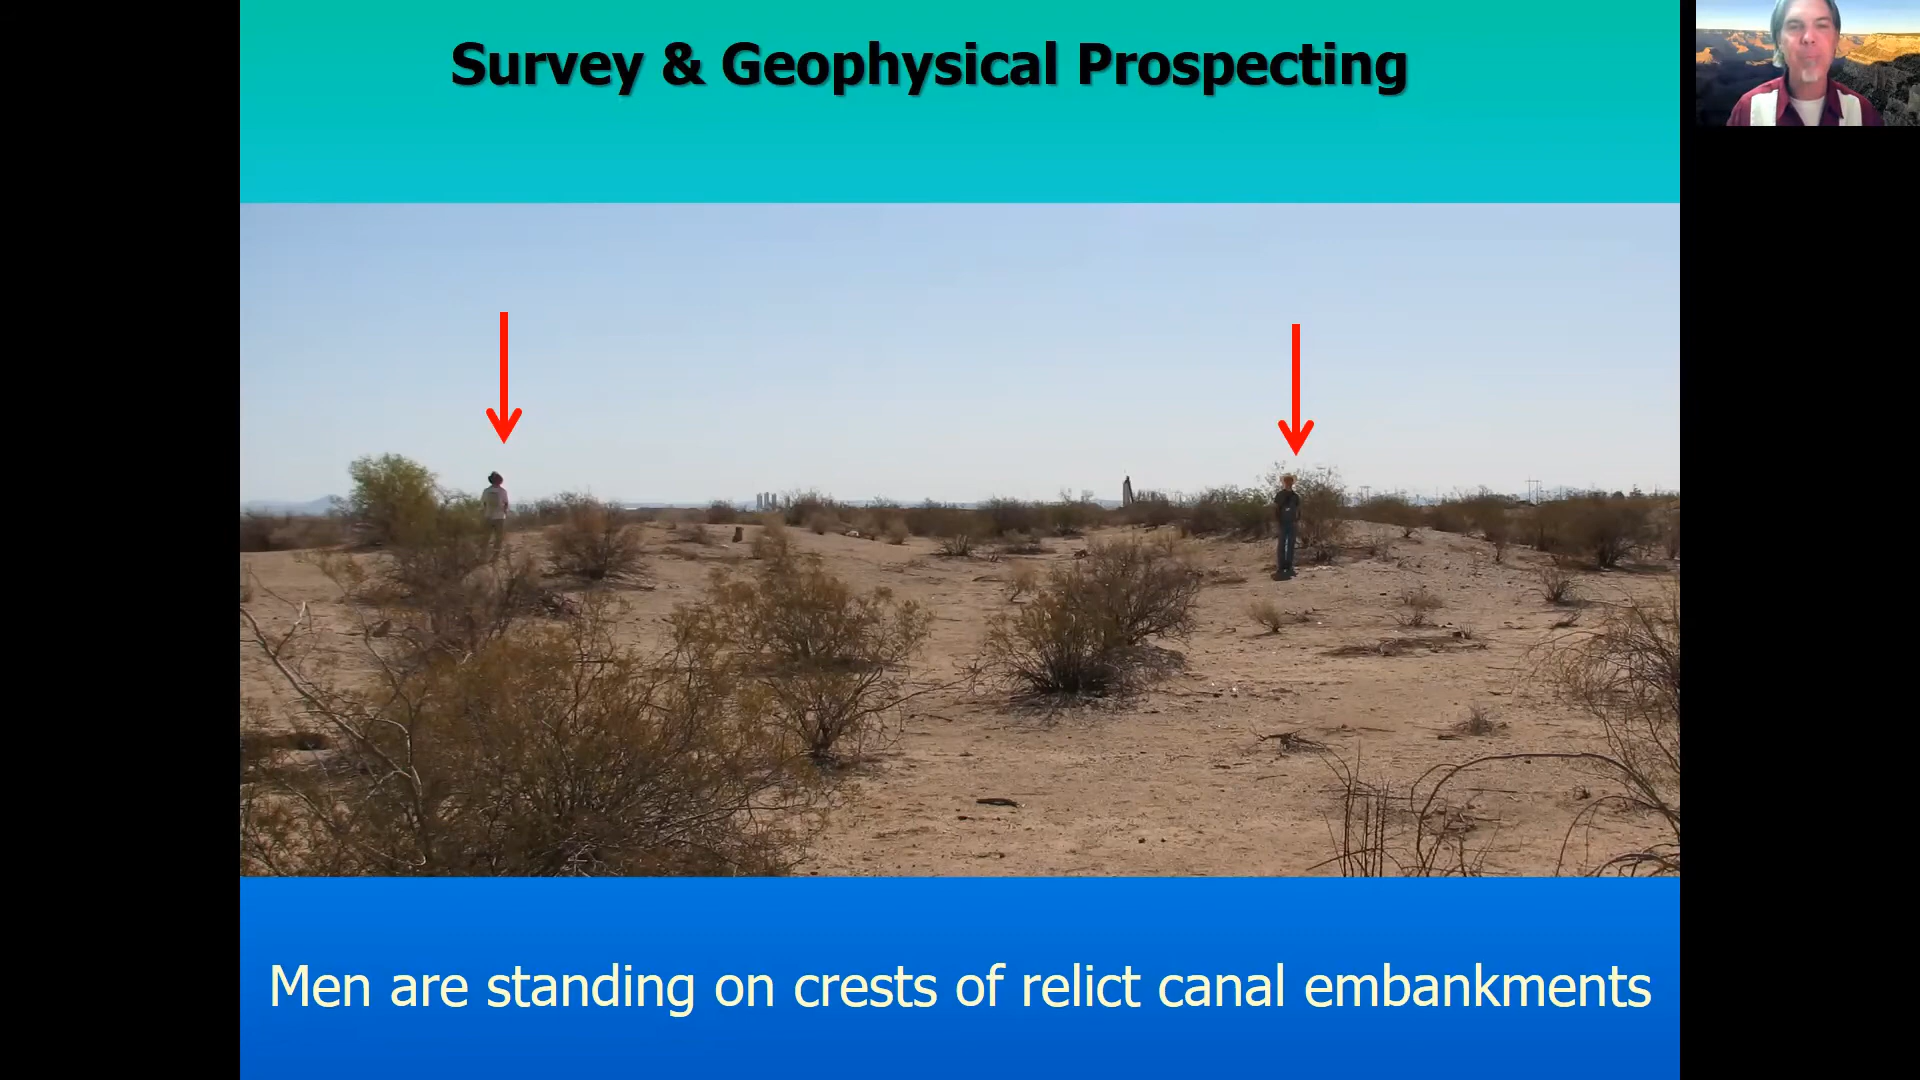 Survey & Geophysical Prospecting
Men are standing on crests of relict canal embankments